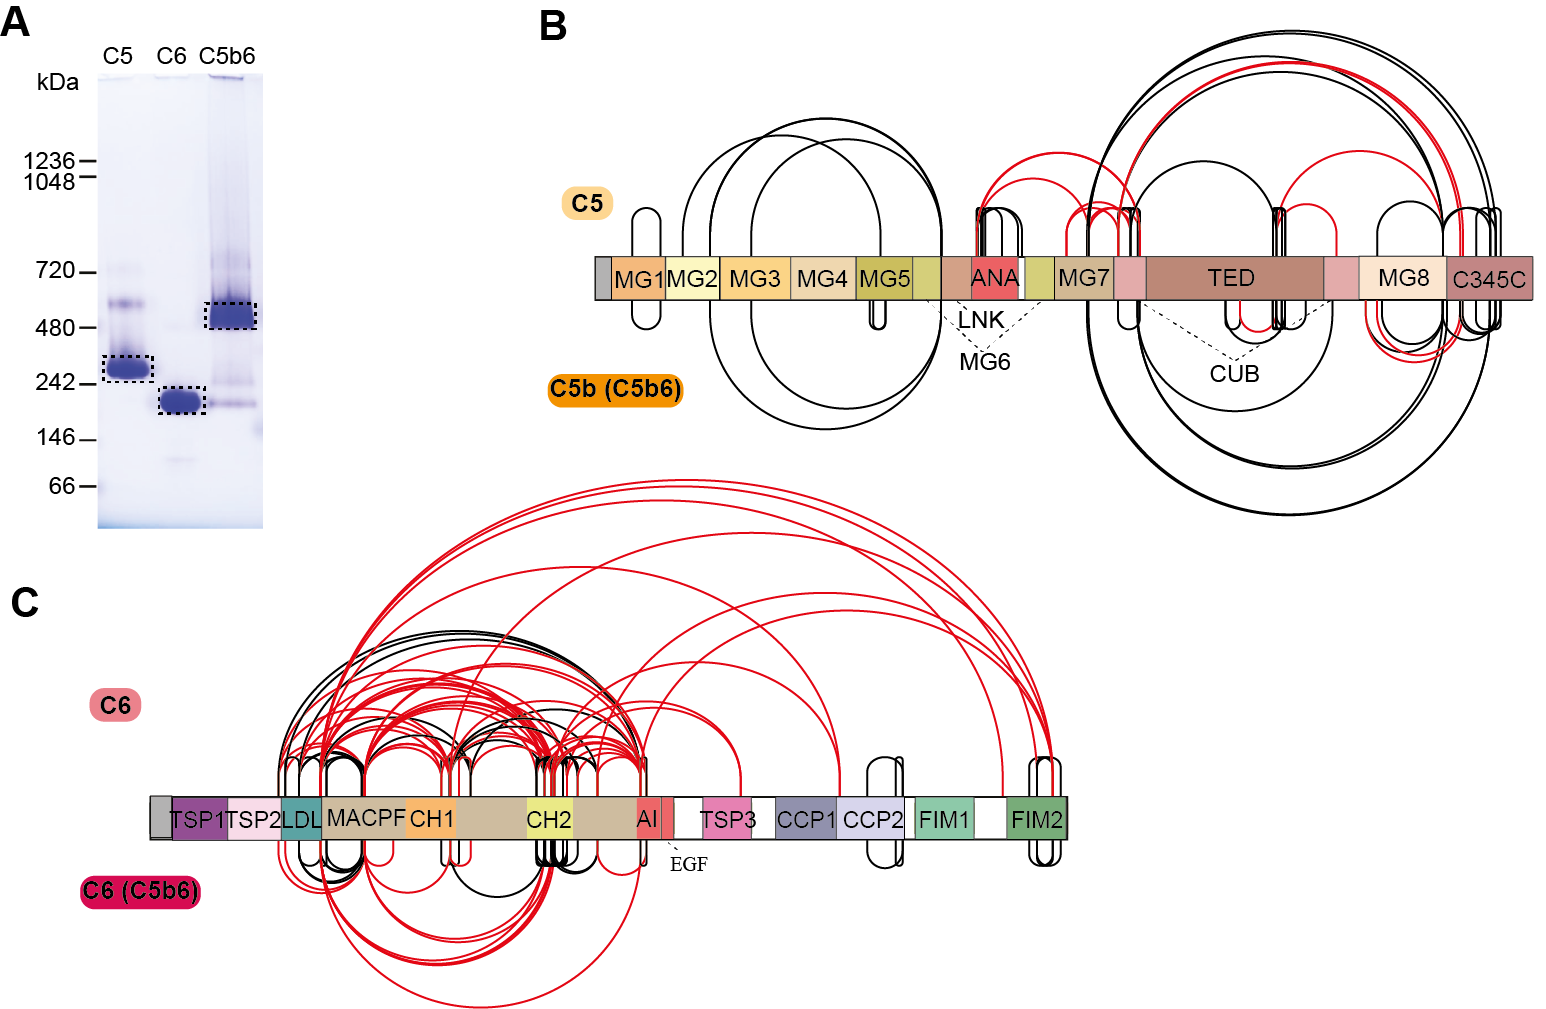 A
B
C5 C6 C5b6
kDa
1236
1048
720
480
242
146
66
C5
MG1 MG2 MG3 MG4 MG5 ANA MG7 TED MG8 C345C
LNK
MG6
CUB
C5b (C5b6)
C
C6
TSP1 TSP2 LDL MACPF CH1 CH2 AI TSP3 CCP1 CCP2 FIM1 FIM2
EGF
C6 (C5b6)